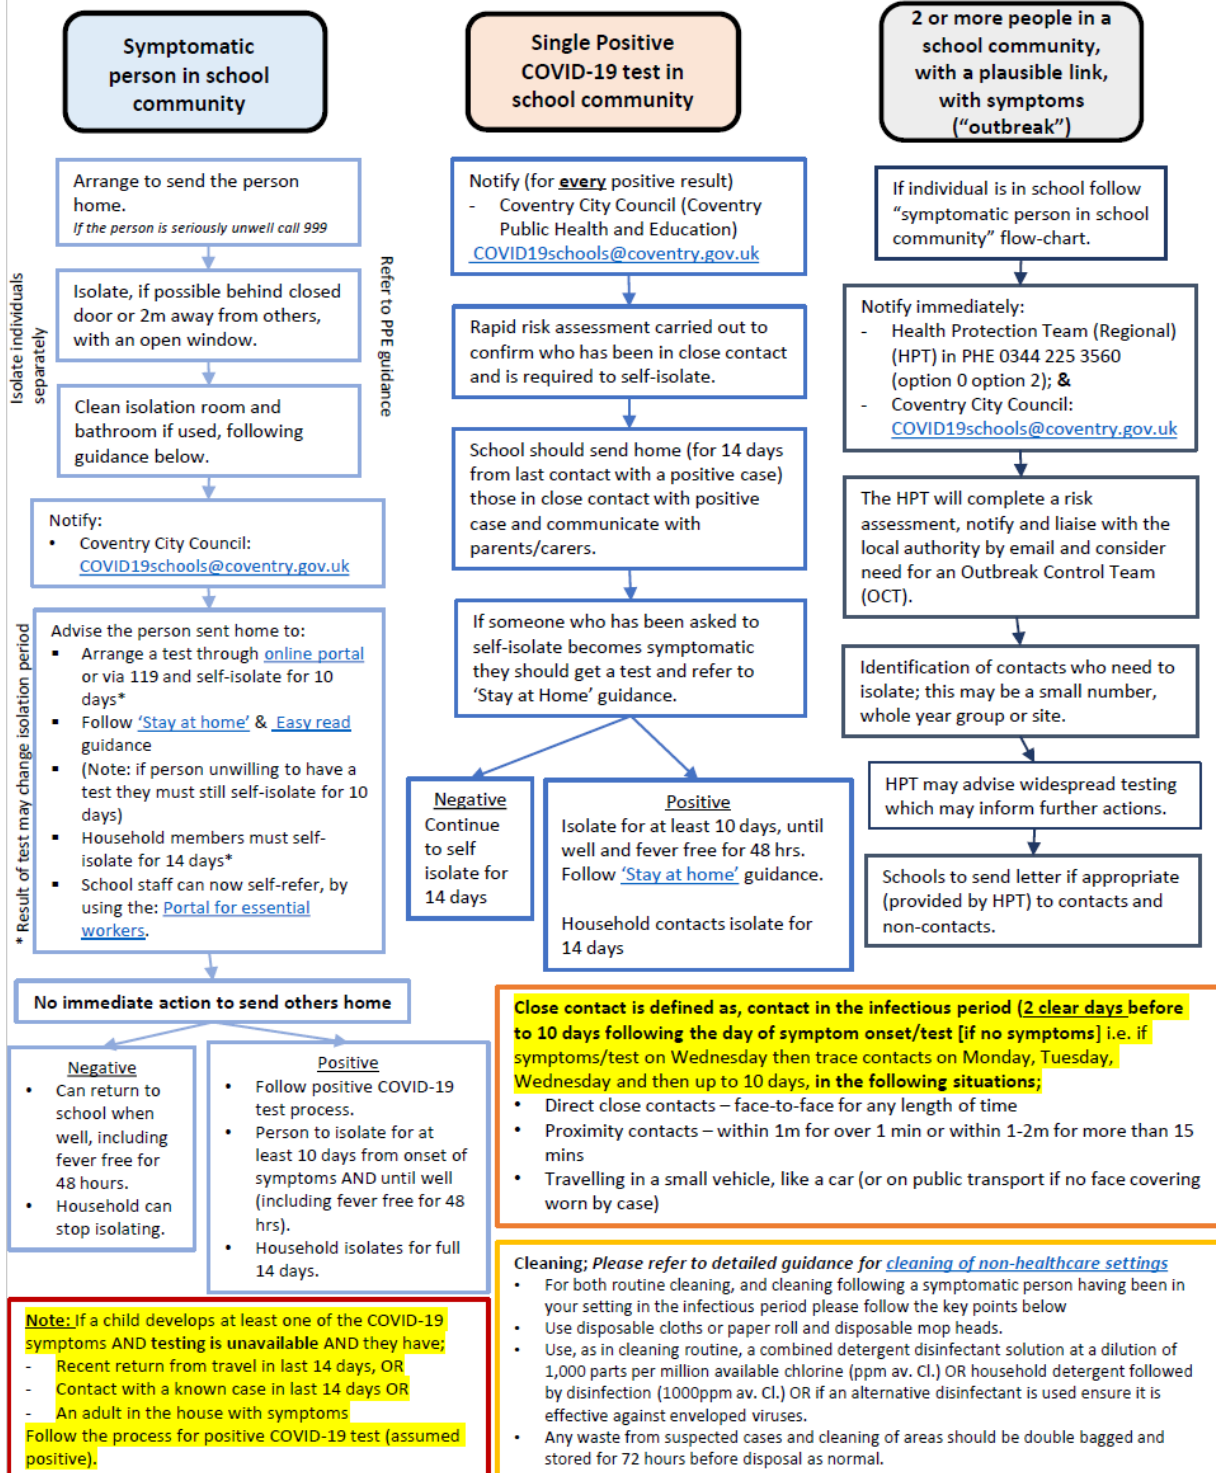 Symptomatic
person in school
community
Arrange to send the person
home.
If the person is seriously unwell call 999
Isolate, if possible behind closed
door or 2m away from others,
with an open window.
Clean isolation room and
bathroom if used, following
guidance below.
Isolate individuals
separately
Refer to PPE guidance
Notify:
• Coventry City Council:
COVID19schools@coventry.gov.uk
Advise the person sent home to:
▪ Arrange a test through online portal
or via 119 and self-isolate for 10
days*
▪ Follow ‘Stay at home’ & Easy read
guidance
▪ (Note: if person unwilling to have a
test they must still self-isolate for 10
days)
▪ Household members must self-
isolate for 14 days*
▪ School staff can now self-refer, by
using the: Portal for essential
workers.
* Result of test may change isolation period
No immediate action to send others home
Negative
• Can return to
school when
well, including
fever free for
48 hours.
• Household can
stop isolating.
Positive
• Follow positive COVID-19
test process.
• Person to isolate for at
least 10 days from onset of
symptoms AND until well
(including fever free for 48
hrs).
• Household isolates for full
14 days.
Note: If a child develops at least one of the COVID-19
symptoms AND testing is unavailable AND they have;
- Recent return from travel in last 14 days, OR
- Contact with a known case in last 14 days OR
- An adult in the house with symptoms
Follow the process for positive COVID-19 test (assumed
positive).
Single Positive
COVID-19 test in
school community
Notify (for every positive result)
- Coventry City Council (Coventry
Public Health and Education)
COVID19schools@coventry.gov.uk
Rapid risk assessment carried out to
confirm who has been in close contact
and is required to self-isolate.
School should send home (for 14 days
from last contact with a positive case)
those in close contact with positive
case and communicate with
parents/carers.
If someone who has been asked to
self-isolate becomes symptomatic
they should get a test and refer to
‘Stay at Home’ guidance.
Negative
Continue
to self
isolate for
14 days
Positive
Isolate for at least 10 days, until
well and fever free for 48 hrs.
Follow ‘Stay at home’ guidance.
Household contacts isolate for
14 days
2 or more people in a
school community,
with a plausible link,
with symptoms
(“outbreak”)
If individual is in school follow
“symptomatic person in school
community” flow-chart.
Notify immediately:
- Health Protection Team (Regional)
(HPT) in PHE 0344 225 3560
(option 0 option 2); &
- Coventry City Council:
COVID19schools@coventry.gov.uk
The HPT will complete a risk
assessment, notify and liaise with the
local authority by email and consider
need for an Outbreak Control Team
(OCT).
Identification of contacts who need to
isolate; this may be a small number,
whole year group or site.
HPT may advise widespread testing
which may inform further actions.
Schools to send letter if appropriate
(provided by HPT) to contacts and
non-contacts.
Close contact is defined as, contact in the infectious period (2 clear days before
to 10 days following the day of symptom onset/test [if no symptoms] i.e. if
symptoms/test on Wednesday then trace contacts on Monday, Tuesday,
Wednesday and then up to 10 days, in the following situations;
• Direct close contacts – face-to-face for any length of time
• Proximity contacts – within 1m for over 1 min or within 1-2m for more than 15
mins
• Travelling in a small vehicle, like a car (or on public transport if no face covering
worn by case)
Cleaning; Please refer to detailed guidance for cleaning of non-healthcare settings
• For both routine cleaning, and cleaning following a symptomatic person having been in
your setting in the infectious period please follow the key points below
• Use disposable cloths or paper roll and disposable mop heads.
• Use, as in cleaning routine, a combined detergent disinfectant solution at a dilution of
1,000 parts per million available chlorine (ppm av. Cl.) OR household detergent followed
by disinfection (1000ppm av. Cl.) OR if an alternative disinfectant is used ensure it is
effective against enveloped viruses.
• Any waste from suspected cases and cleaning of areas should be double bagged and
stored for 72 hours before disposal as normal.